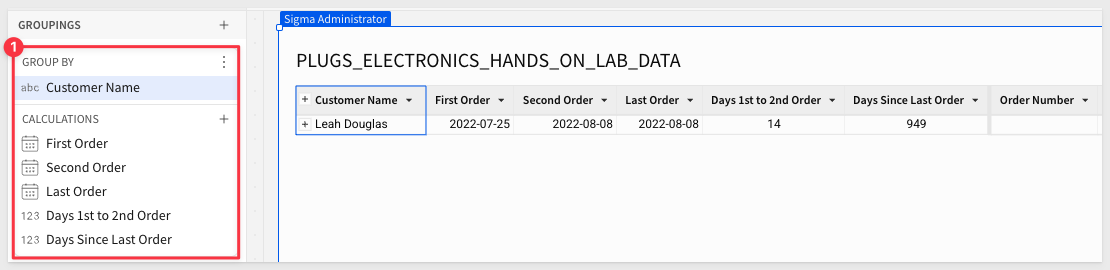 GROUPINGS
1
GROUP BY
abc Customer Name
CALCULATIONS
First Order
Second Order
Last Order
123 Days 1st to 2nd Order
123 Days Since Last Order
Sigma Administrator
PLUGS_ELECTRONICS_HANDS_ON_LAB_DATA
Customer Name First Order Second Order Last Order Days 1st to 2nd Order Days Since Last Order Order Number
Leah Douglas 2022-07-25 2022-08-08 2022-08-08 14 949